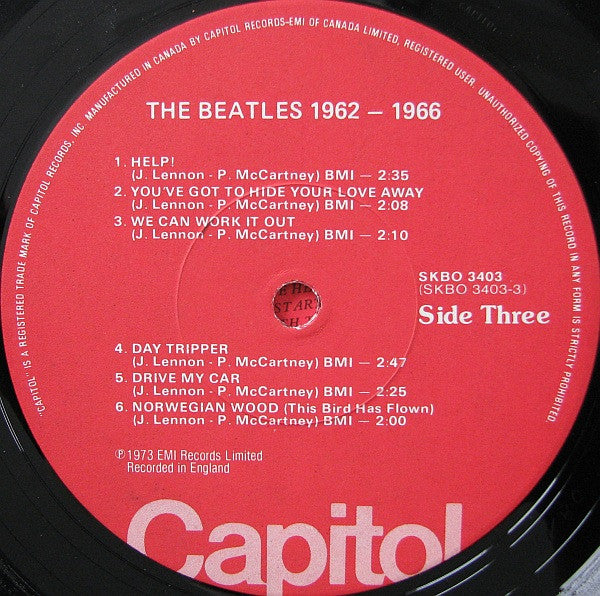 "CAPITOL" IS A REGISTERED TRADE MARK OF CAPITOL RECORDS, INC. MANUFACTURED IN CANADA BY CAPITOL RECORDS-EMI OF CANADA LIMITED, REGISTERED USER. UNAUTHORIZED COPYING OF THIS RECORD IN ANY FORM IS STRICTLY PROHIBITED.
THE BEATLES 1962 – 1966
1. HELP!
(J. Lennon - P. McCartney) BMI — 2:35
2. YOU'VE GOT TO HIDE YOUR LOVE AWAY
(J. Lennon - P. McCartney) BMI — 2:08
3. WE CAN WORK IT OUT
(J. Lennon - P. McCartney) BMI — 2:10
SKBO 3403
(SKBO 3403-3)
Side Three
4. DAY TRIPPER
(J. Lennon - P. McCartney) BMI — 2:47
5. DRIVE MY CAR
(J. Lennon - P. McCartney) BMI — 2:25
6. NORWEGIAN WOOD (This Bird Has Flown)
(J. Lennon - P. McCartney) BMI — 2:00
℗ 1973 EMI Records Limited
Recorded in England
Capitol